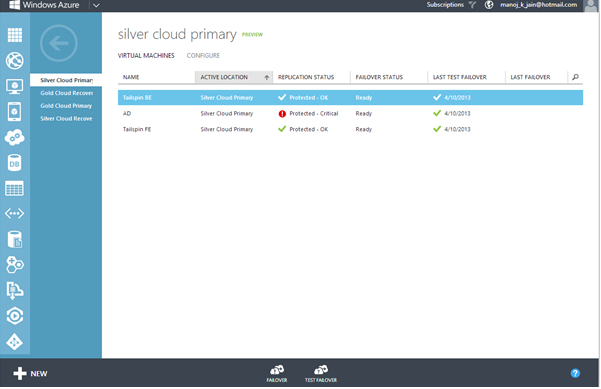 Windows Azure Subscriptions manoj_k_jain@hotmail.com
silver cloud primary PREVIEW
VIRTUAL MACHINES CONFIGURE
Silver Cloud Primary
Gold Cloud Recover
Gold Cloud Primary
Silver Cloud Recove
NAME ACTIVE LOCATION REPLICATION STATUS FAILOVER STATUS LAST TEST FAILOVER LAST FAILOVER
Tailspin BE Silver Cloud Primary Protected - OK Ready 4/10/2013
AD Silver Cloud Primary Protected - Critical Ready 4/10/2013
Tailspin FE Silver Cloud Primary Protected - OK Ready 4/10/2013
DB
NEW FAILOVER TEST FAILOVER ?